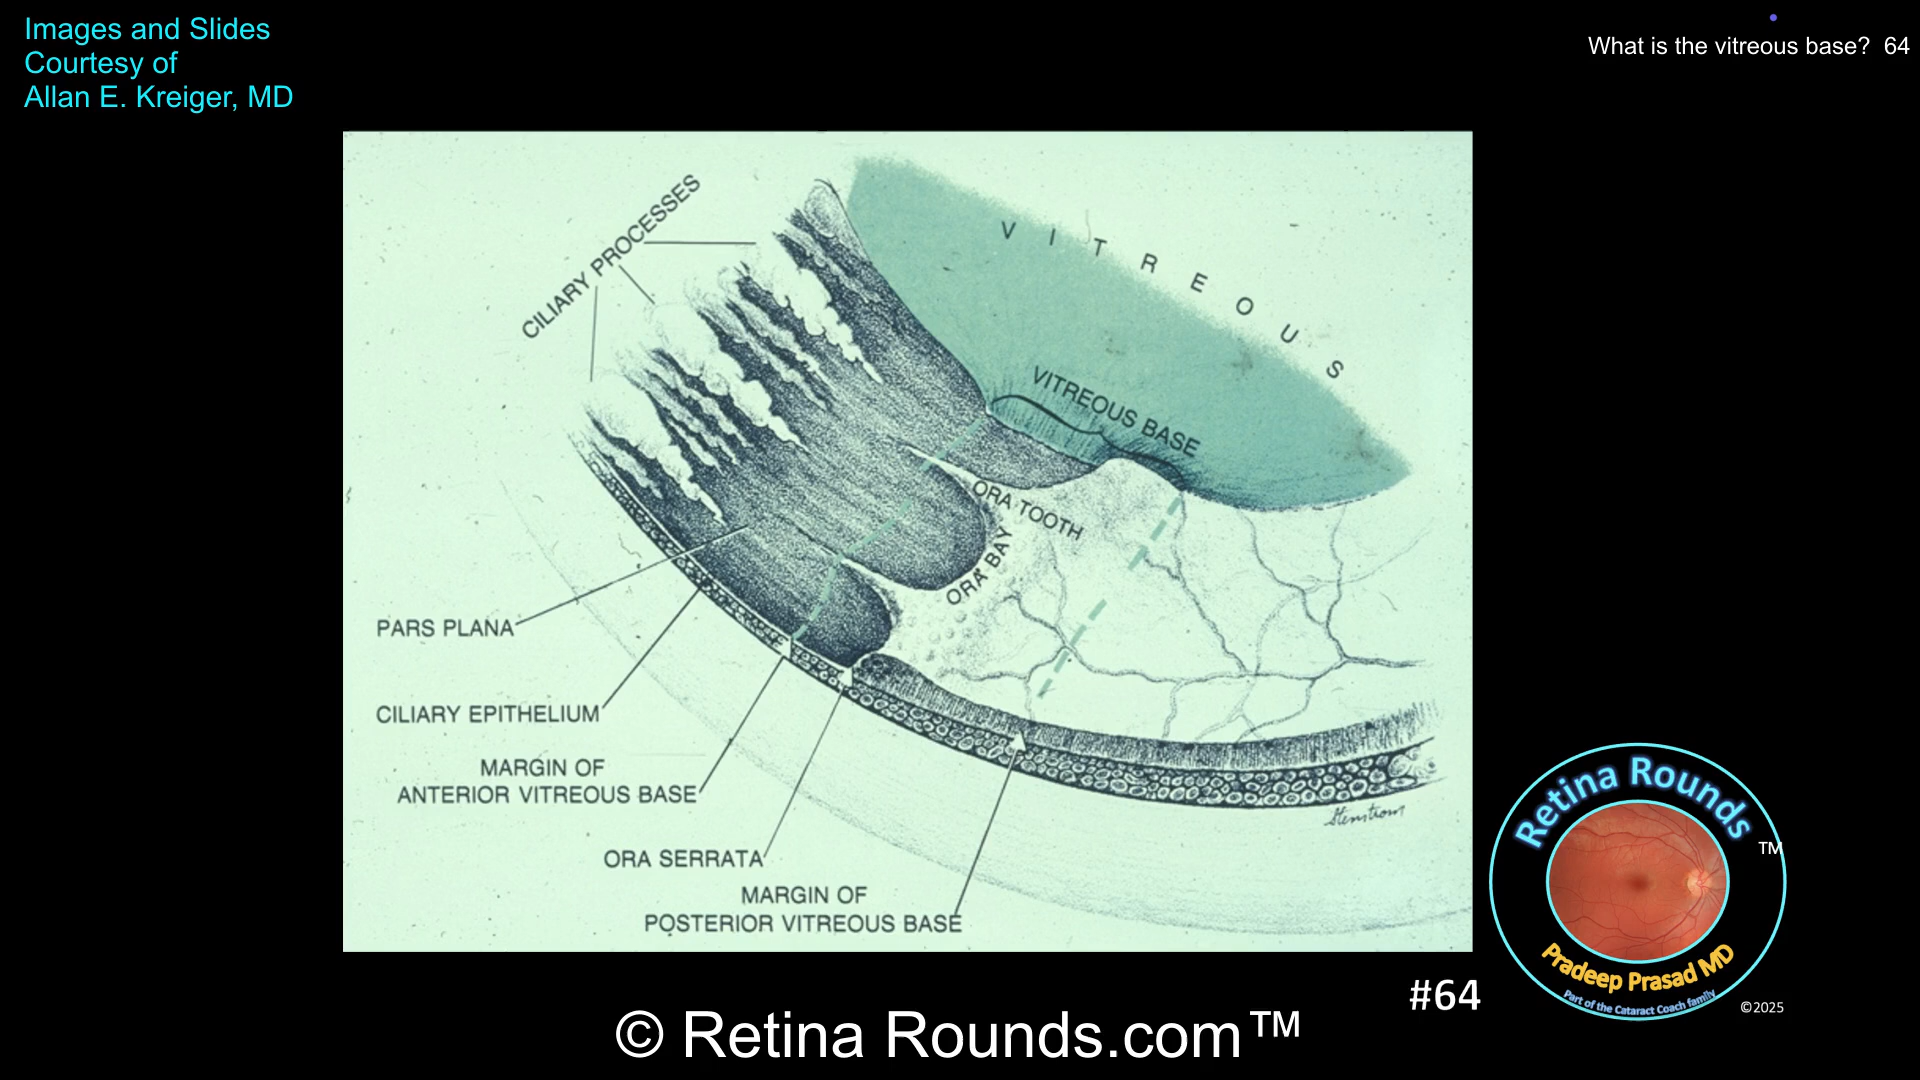 Images and Slides
Courtesy of
Allan E. Kreiger, MD
What is the vitreous base? 64
CILIARY PROCESSES
VITREOUS
VITREOUS BASE
ORA TOOTH
ORA BAY
PARS PLANA
CILIARY EPITHELIUM
MARGIN OF
ANTERIOR VITREOUS BASE
ORA SERRATA
MARGIN OF
POSTERIOR VITREOUS BASE
Stenstrom
Retina Rounds
TM
Pradeep Prasad MD
Part of the Cataract Coach family
©2025
#64
© Retina Rounds.com™